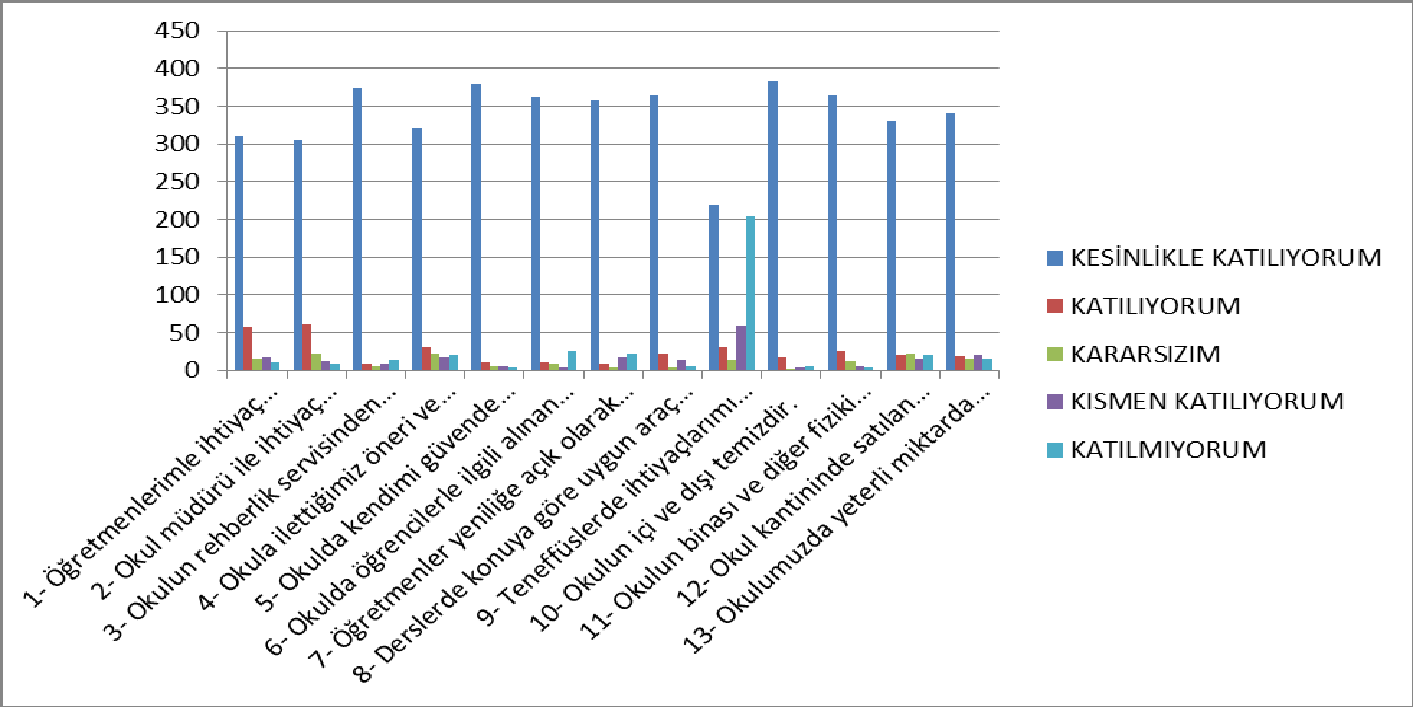 450
400
350
300
250
200
150
100
50
0
1- Öğretmenlerimle ihtiyaç...
2- Okul müdürü ile ihtiyaç...
3- Okulun rehberlik servisinden...
4- Okula ilettiğimiz öneri ve...
5- Okulda kendimi güvende...
6- Okulda öğrencilerle ilgili alınan...
7- Öğretmenler yeniliğe açık olarak...
8- Derslerde konuya göre uygun araç...
9- Teneffüslerde ihtiyaçlarımı...
10- Okulun içi ve dışı temizdir .
11- Okulun binası ve diğer fiziki...
12- Okul kantininde satılan...
13- Okulumuzda yeterli miktarda...
KESİNLİKLE KATILIYORUM
KATILIYORUM
KARARSIZIM
KISMEN KATILIYORUM
KATILMIYORUM